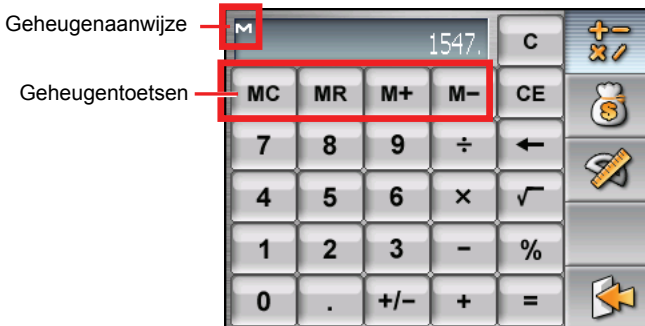 Geheugenaanwijze
M
1547.
C
Geheugentoetsen
MC MR M+ M− CE
7 8 9 ÷ ←
4 5 6 × √
1 2 3 − %
0 . +/− + =